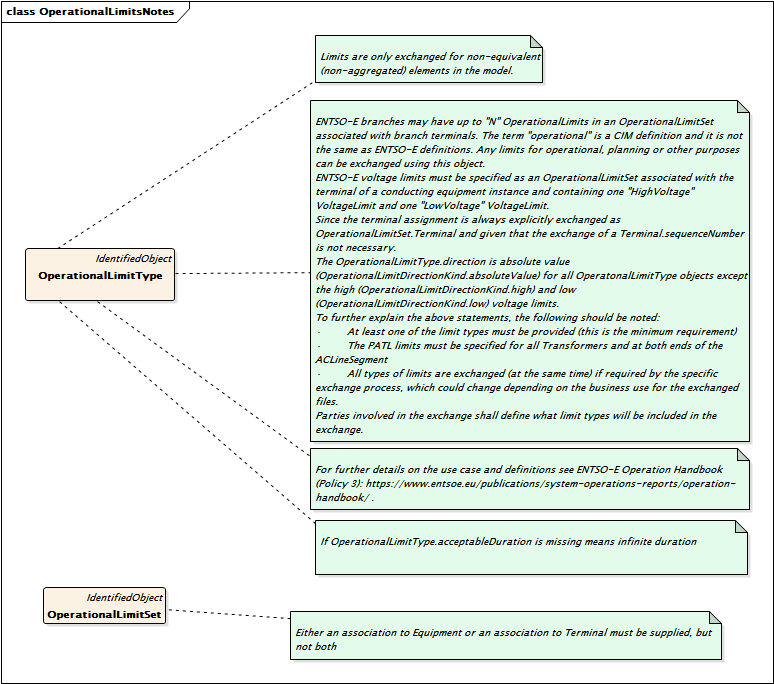 class OperationalLimitsNotes
Limits are only exchanged for non-equivalent
(non-aggregated) elements in the model.
ENTSO-E branches may have up to "N" OperationalLimits in an OperationalLimitSet
associated with branch terminals. The term "operational" is a CIM definition and it is not
the same as ENTSO-E definitions. Any limits for operational, planning or other purposes
can be exchanged using this object.
ENTSO-E voltage limits must be specified as an OperationalLimitSet associated with the
terminal of a conducting equipment instance and containing one "HighVoltage"
VoltageLimit and one "LowVoltage" VoltageLimit.
Since the terminal assignment is always explicitly exchanged as
OperationalLimitSet.Terminal and given that the exchange of a Terminal.sequenceNumber
is not necessary.
The OperationalLimitType.direction is absolute value
(OperationalLimitDirectionKind.absoluteValue) for all OperatonalLimitType objects except
the high (OperationalLimitDirectionKind.high) and low
(OperationalLimitDirectionKind.low) voltage limits.
To further explain the above statements, the following should be noted:
· At least one of the limit types must be provided (this is the minimum requirement)
· The PATL limits must be specified for all Transformers and at both ends of the
ACLineSegment
· All types of limits are exchanged (at the same time) if required by the specific
exchange process, which could change depending on the business use for the exchanged
files.
Parties involved in the exchange shall define what limit types will be included in the
exchange.
IdentifiedObject
OperationalLimitType
For further details on the use case and definitions see ENTSO-E Operation Handbook
(Policy 3): https://www.entsoe.eu/publications/system-operations-reports/operation-
handbook/ .
If OperationalLimitType.acceptableDuration is missing means infinite duration
IdentifiedObject
OperationalLimitSet
Either an association to Equipment or an association to Terminal must be supplied, but
not both